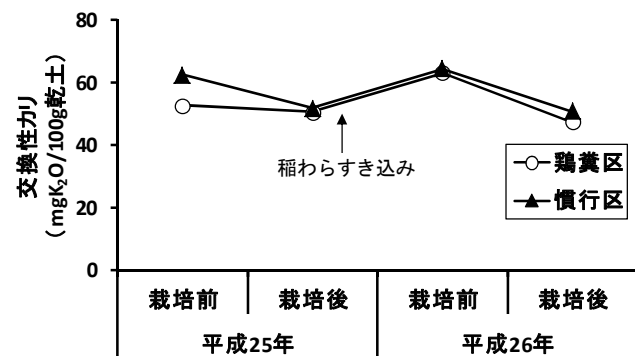 交換性カリ
(mgK₂O/100g乾土)
80
60
40
20
0
稲わらすき込み
鶏糞区
慣行区
栽培前 栽培後 栽培前 栽培後
平成25年 平成26年